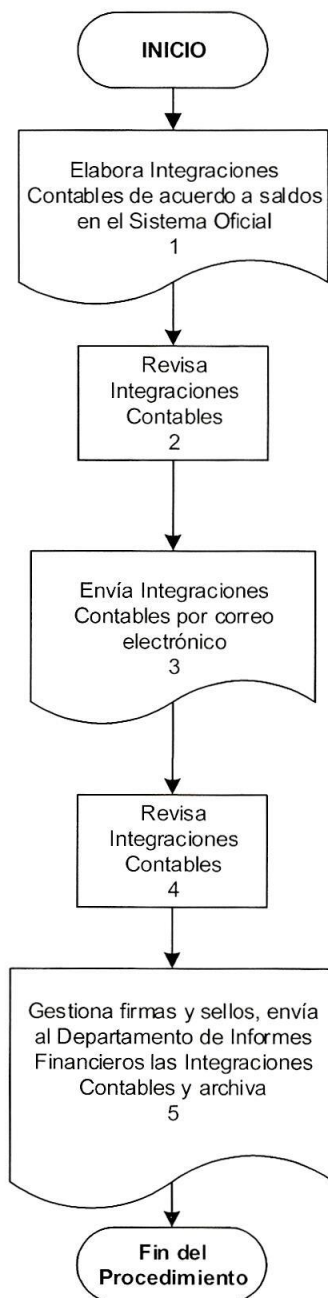 INICIO
Elabora Integraciones
Contables de acuerdo a saldos
en el Sistema Oficial
1
Revisa
Integraciones
Contables
2
Envía Integraciones
Contables por correo
electrónico
3
Revisa
Integraciones
Contables
4
Gestiona firmas y sellos, envía
al Departamento de Informes
Financieros las Integraciones
Contables y archiva
5
Fin del
Procedimiento